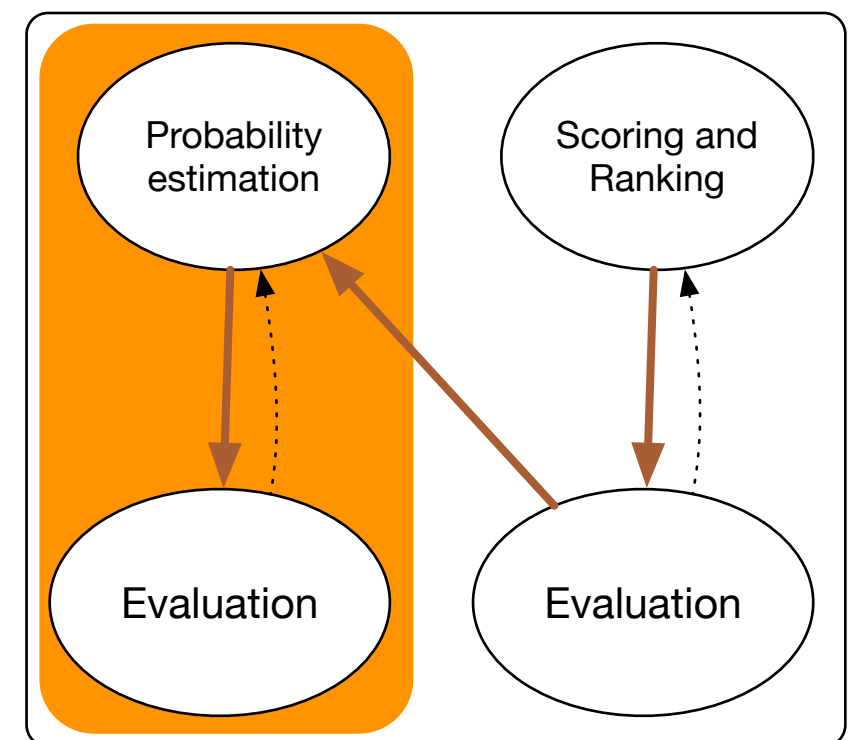 Probability
estimation
Scoring and
Ranking
Evaluation
Evaluation